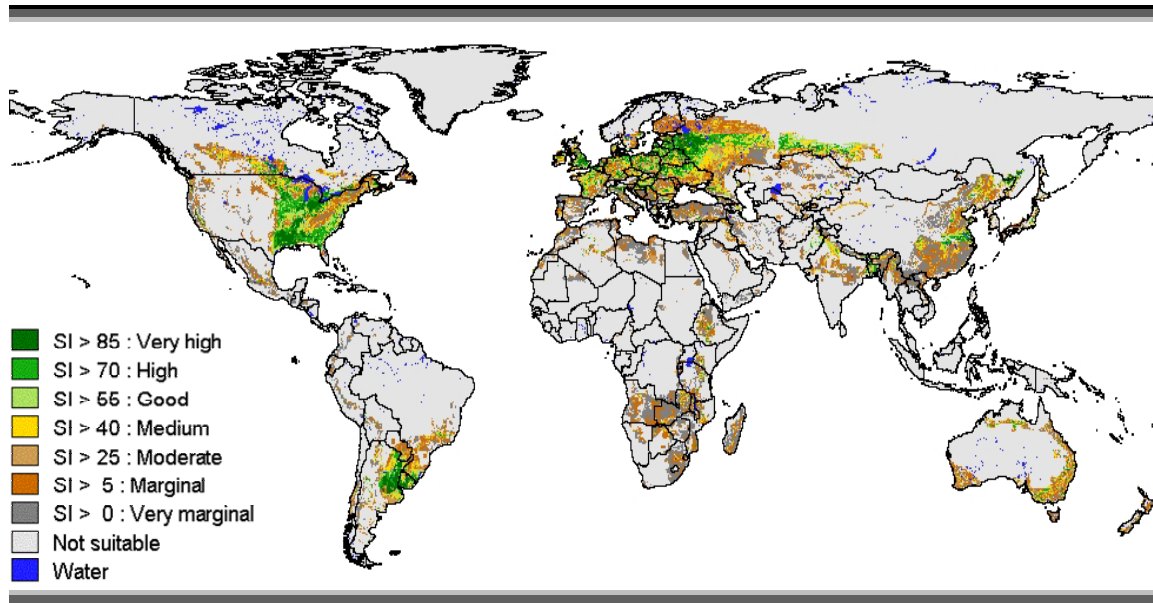 SI > 85 : Very high
SI > 70 : High
SI > 55 : Good
SI > 40 : Medium
SI > 25 : Moderate
SI > 5 : Marginal
SI > 0 : Very marginal
Not suitable
Water